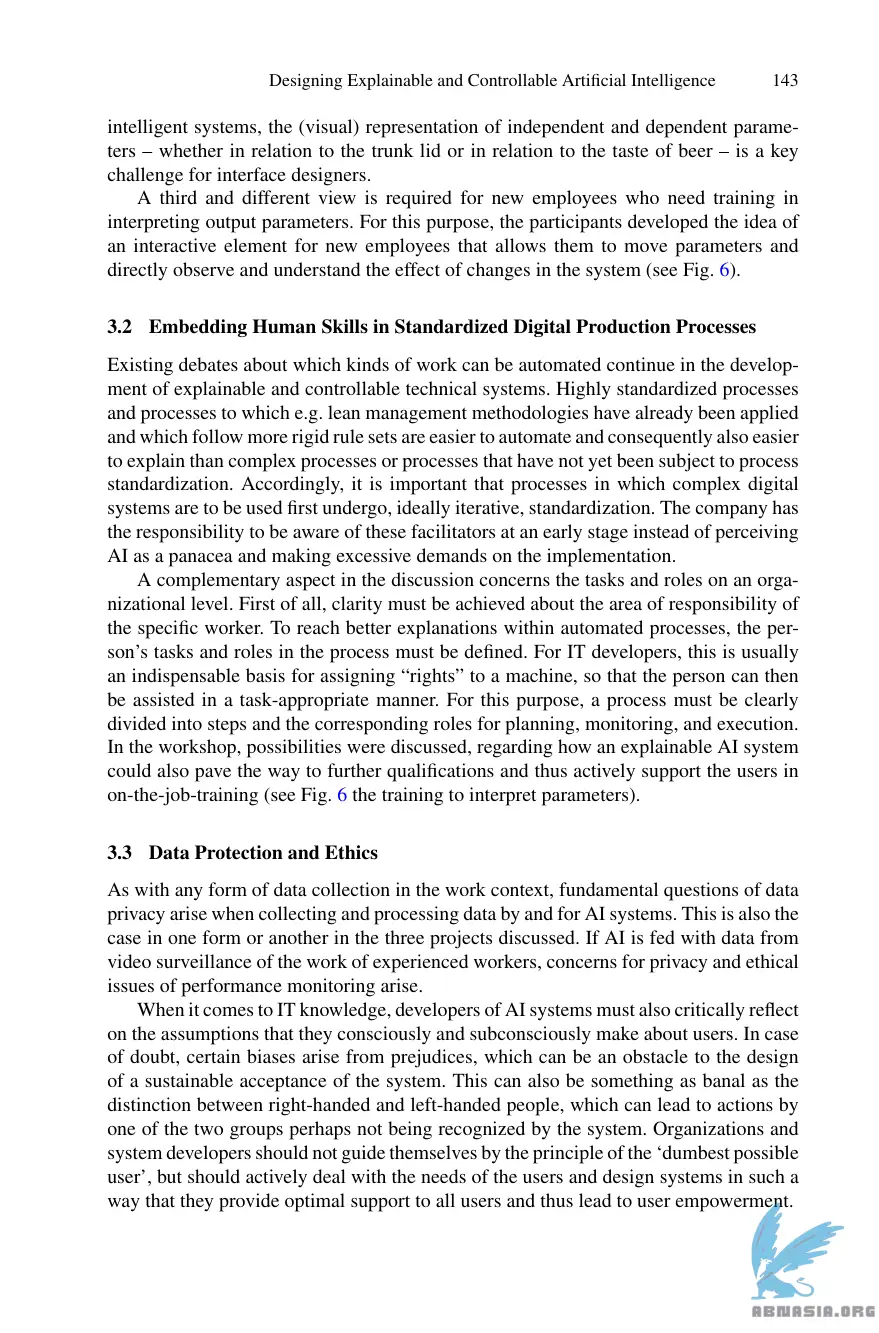 Designing Explainable and Controllable Artificial Intelligence 143
intelligent systems, the (visual) representation of independent and dependent parame-
ters – whether in relation to the trunk lid or in relation to the taste of beer – is a key
challenge for interface designers.
A third and different view is required for new employees who need training in
interpreting output parameters. For this purpose, the participants developed the idea of
an interactive element for new employees that allows them to move parameters and
directly observe and understand the effect of changes in the system (see Fig. 6).
3.2 Embedding Human Skills in Standardized Digital Production Processes
Existing debates about which kinds of work can be automated continue in the develop-
ment of explainable and controllable technical systems. Highly standardized processes
and processes to which e.g. lean management methodologies have already been applied
and which follow more rigid rule sets are easier to automate and consequently also easier
to explain than complex processes or processes that have not yet been subject to process
standardization. Accordingly, it is important that processes in which complex digital
systems are to be used first undergo, ideally iterative, standardization. The company has
the responsibility to be aware of these facilitators at an early stage instead of perceiving
AI as a panacea and making excessive demands on the implementation.
A complementary aspect in the discussion concerns the tasks and roles on an orga-
nizational level. First of all, clarity must be achieved about the area of responsibility of
the specific worker. To reach better explanations within automated processes, the per-
son's tasks and roles in the process must be defined. For IT developers, this is usually
an indispensable basis for assigning “rights” to a machine, so that the person can then
be assisted in a task-appropriate manner. For this purpose, a process must be clearly
divided into steps and the corresponding roles for planning, monitoring, and execution.
In the workshop, possibilities were discussed, regarding how an explainable AI system
could also pave the way to further qualifications and thus actively support the users in
on-the-job-training (see Fig. 6 the training to interpret parameters).
3.3 Data Protection and Ethics
As with any form of data collection in the work context, fundamental questions of data
privacy arise when collecting and processing data by and for AI systems. This is also the
case in one form or another in the three projects discussed. If AI is fed with data from
video surveillance of the work of experienced workers, concerns for privacy and ethical
issues of performance monitoring arise.
When it comes to IT knowledge, developers of AI systems must also critically reflect
on the assumptions that they consciously and subconsciously make about users. In case
of doubt, certain biases arise from prejudices, which can be an obstacle to the design
of a sustainable acceptance of the system. This can also be something as banal as the
distinction between right-handed and left-handed people, which can lead to actions by
one of the two groups perhaps not being recognized by the system. Organizations and
system developers should not guide themselves by the principle of the ‘dumbest possible
user’, but should actively deal with the needs of the users and design systems in such a
way that they provide optimal support to all users and thus lead to user empowerment.
ABNASIA.ORG